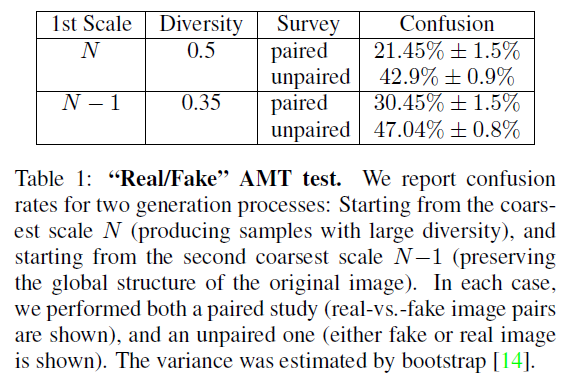 1st Scale Diversity Survey Confusion
N 0.5 paired 21.45% ± 1.5%
unpaired 42.9% ± 0.9%
N − 1 0.35 paired 30.45% ± 1.5%
unpaired 47.04% ± 0.8%
Table 1: “Real/Fake” AMT test. We report confusion
rates for two generation processes: Starting from the coars-
est scale N (producing samples with large diversity), and
starting from the second coarsest scale N−1 (preserving
the global structure of the original image). In each case,
we performed both a paired study (real-vs.-fake image pairs
are shown), and an unpaired one (either fake or real image
is shown). The variance was estimated by bootstrap [14].